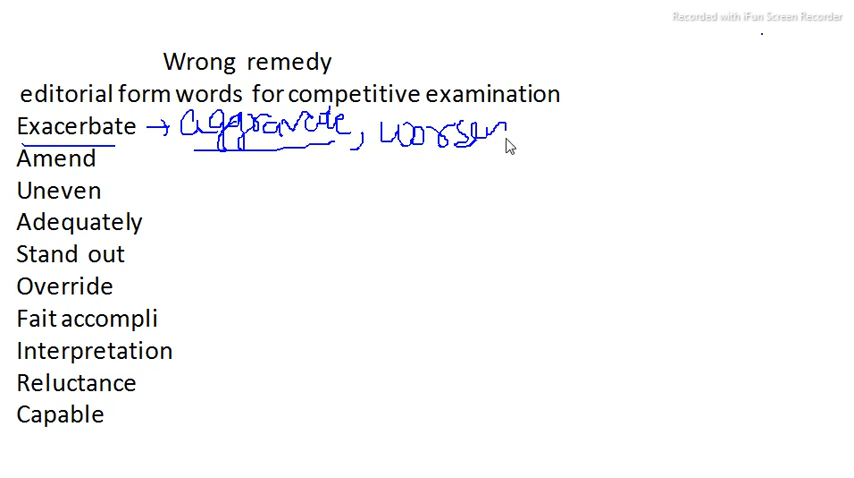 Recorded with iFun Screen Recorder
Wrong remedy
editorial form words for competitive examination
Exacerbate → aggravate, worsen
Amend
Uneven
Adequately
Stand out
Override
Fait accompli
Interpretation
Reluctance
Capable